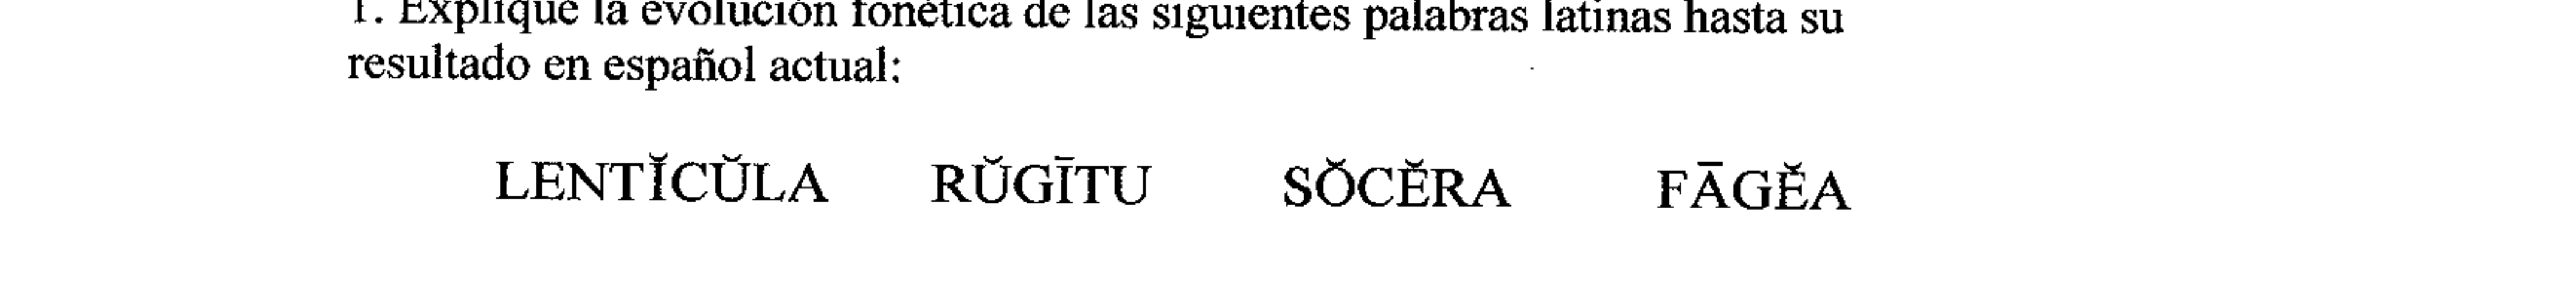 1. Explique la evolución fonética de las siguientes palabras latinas hasta su
resultado en español actual:
LENTĬCŬLA RŬGĪTU SŎCĔRA FĀGĔA